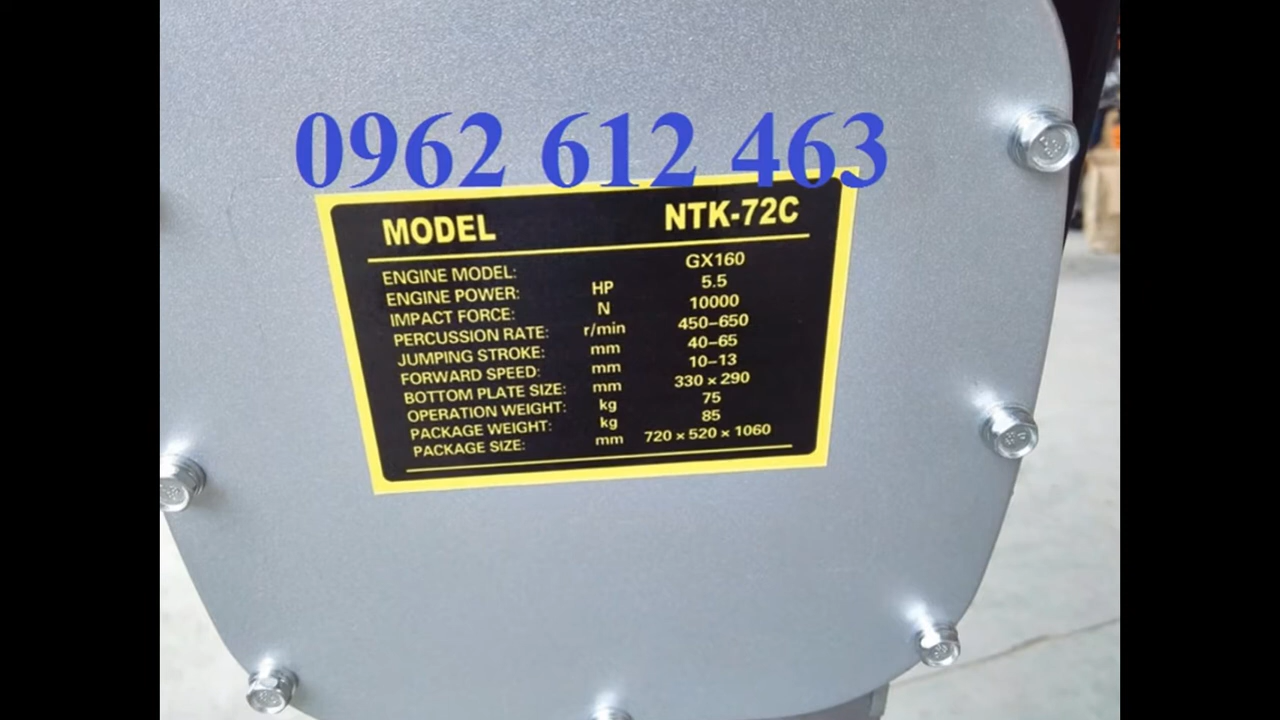 0962 612 463
MODEL NTK-72C
ENGINE MODEL: GX160
ENGINE POWER: HP 5.5
IMPACT FORCE: N 10000
PERCUSSION RATE: r/min 450-650
JUMPING STROKE: mm 40-65
FORWARD SPEED: mm 10-13
BOTTOM PLATE SIZE: mm 330 x 290
OPERATION WEIGHT: kg 75
PACKAGE WEIGHT: kg 85
PACKAGE SIZE: mm 720 x 520 x 1060